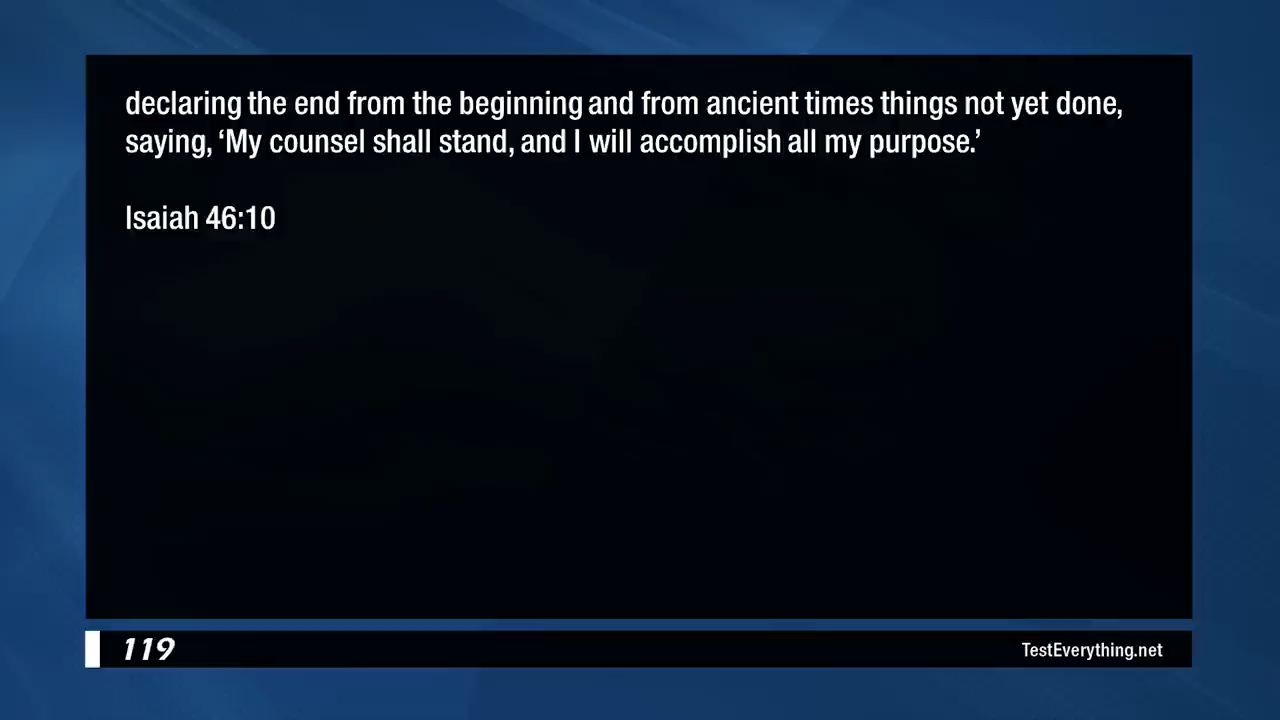 declaring the end from the beginning and from ancient times things not yet done,
saying, ‘My counsel shall stand, and I will accomplish all my purpose.’
Isaiah 46:10
119
TestEverything.net